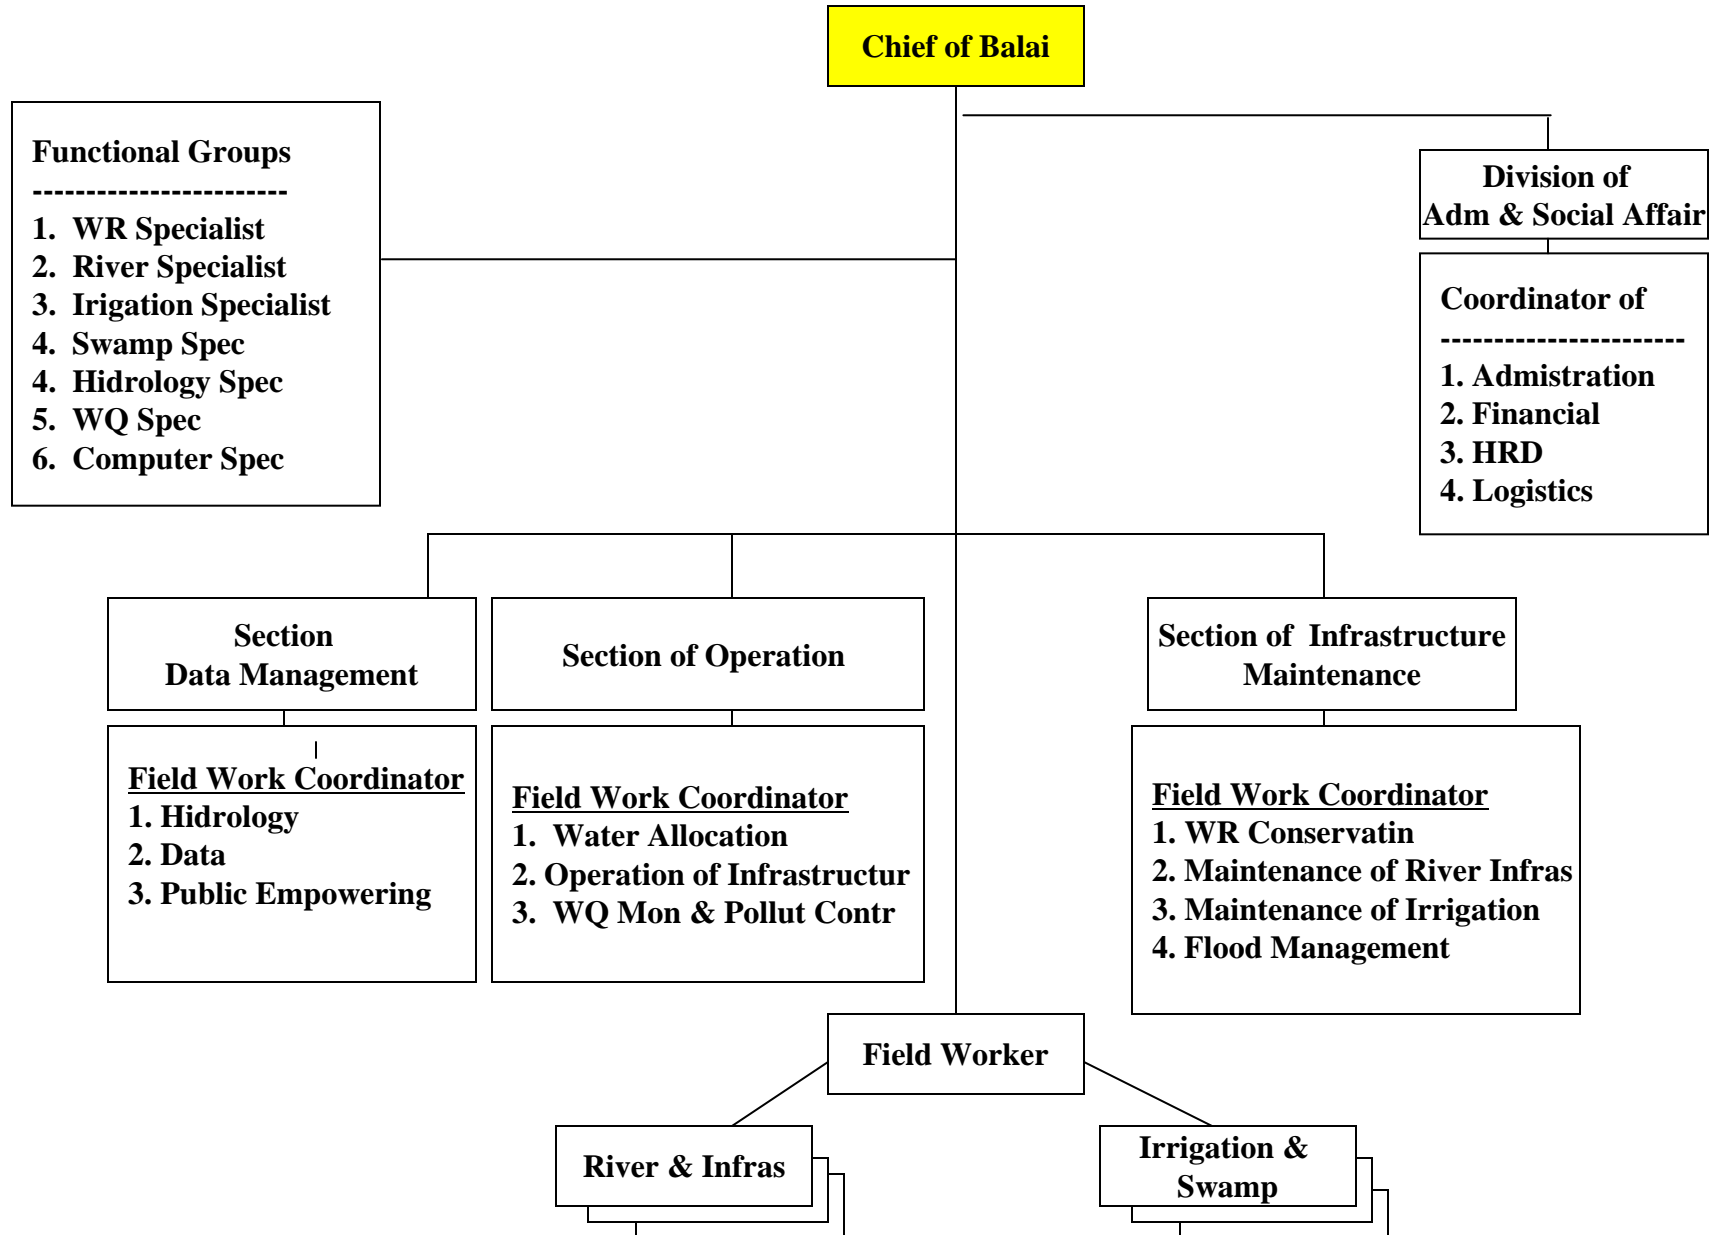 Chief of Balai
Functional Groups
------------------------
1. WR Specialist
2. River Specialist
3. Irigation Specialist
4. Swamp Spec
4. Hidrology Spec
5. WQ Spec
6. Computer Spec
Division of
Adm & Social Affair
Coordinator of
-----------------------
1. Admistration
2. Financial
3. HRD
4. Logistics
Section
Data Management
Field Work Coordinator
1. Hidrology
2. Data
3. Public Empowering
Section of Operation
Field Work Coordinator
1. Water Allocation
2. Operation of Infrastructur
3. WQ Mon & Pollut Contr
Section of Infrastructure
Maintenance
Field Work Coordinator
1. WR Conservatin
2. Maintenance of River Infras
3. Maintenance of Irrigation
4. Flood Management
Field Worker
River & Infras
Irrigation &
Swamp